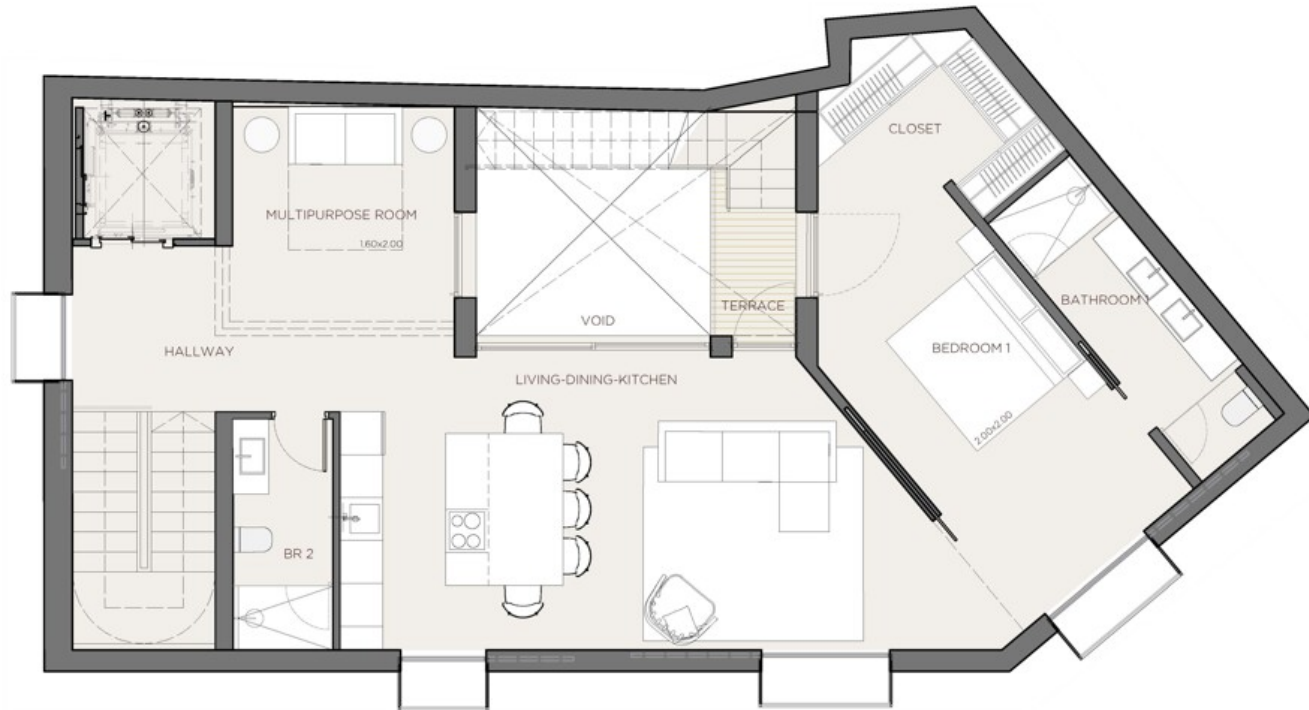 CLOSET
MULTIPURPOSE ROOM
1.60x2.00
BATHROOM 1
TERRACE
VOID
HALLWAY
BEDROOM 1
LIVING-DINING-KITCHEN
2.00x2.00
BR 2